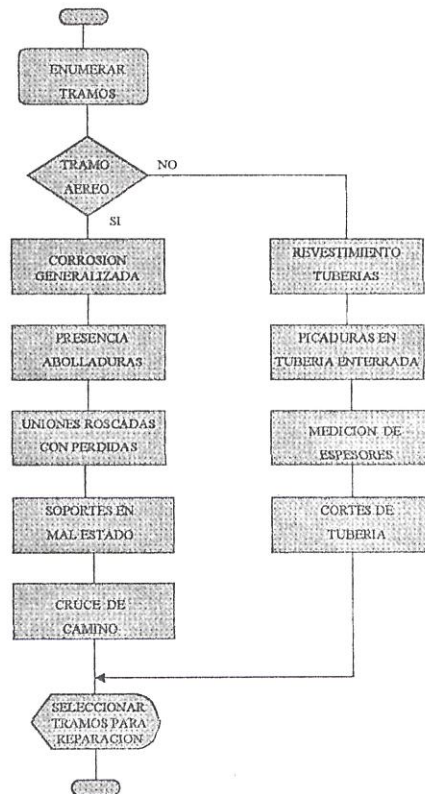 ENUMERAR
TRAMOS
TRAMO
AEREO
NO
SI
CORROSION
GENERALIZADA
PRESENCIA
ABOLLADURAS
UNIONES ROSCADAS
CON PERDIDAS
SOPORTES EN
MAL ESTADO
CRUCE DE
CAMINO
REVESTIMIENTO
TUBERIAS
PICADURAS EN
TUBERIA ENTERRADA
MEDICION DE
ESPESORES
CORTES DE
TUBERIA
SELECCIONAR
TRAMOS PARA
REPARACION